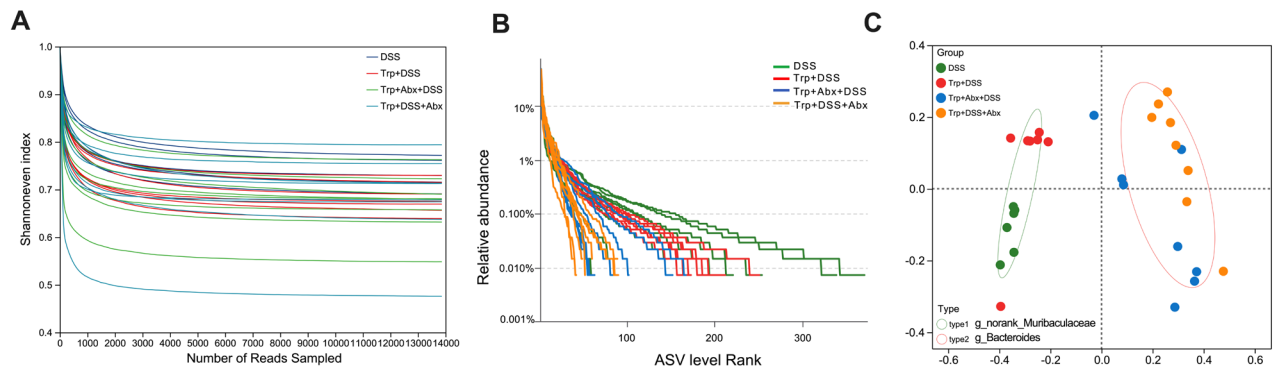 A
Shannoneven index
1.0
0.9
0.8
0.7
0.6
0.5
0.4
DSS
Trp+DSS
Trp+Abx+DSS
Trp+DSS+Abx
0 1000 2000 3000 4000 5000 6000 7000 8000 9000 10000 11000 12000 13000 14000
Number of Reads Sampled
B
Relative abundance
10%
1%
0.100%
0.010%
0.001%
DSS
Trp+DSS
Trp+Abx+DSS
Trp+DSS+Abx
100 200 300
ASV level Rank
C
0.4
0.2
0.0
-0.2
-0.4
Group
DSS
Trp+DSS
Trp+Abx+DSS
Trp+DSS+Abx
Type
type1 g_norank_Muribaculaceae
type2 g_Bacteroides
-0.6 -0.4 -0.2 0.0 0.2 0.4 0.6